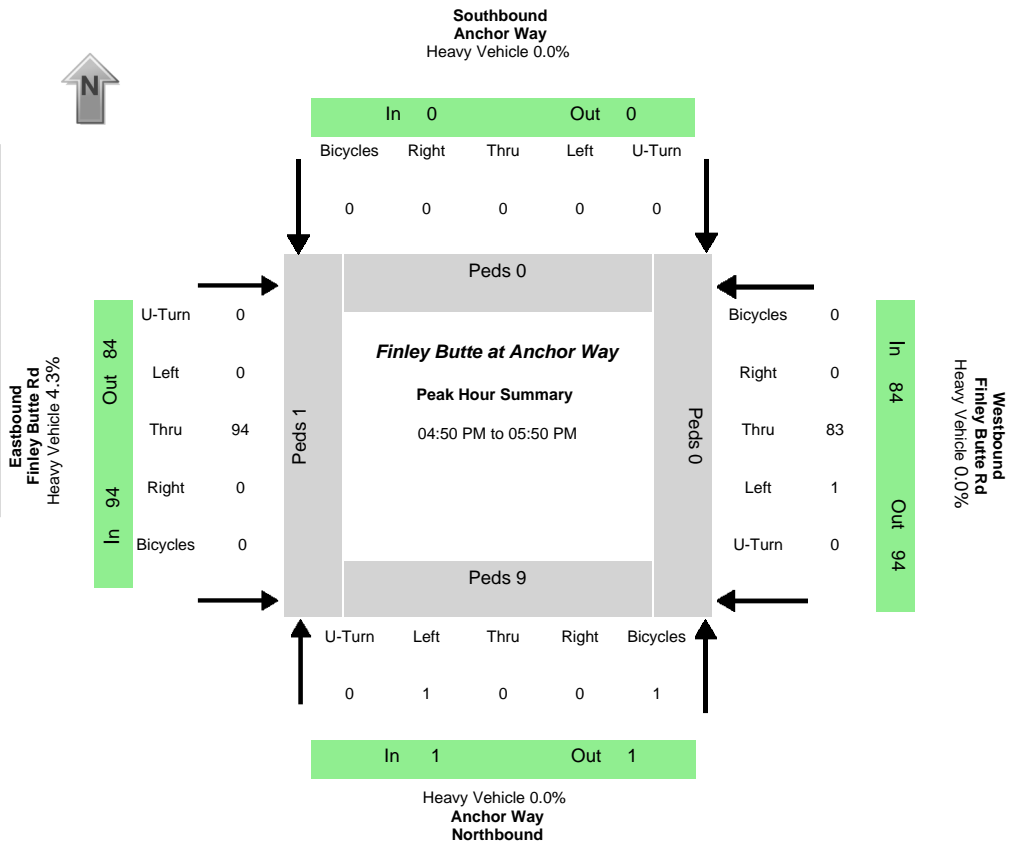 Southbound
Anchor Way
Heavy Vehicle 0.0%
N
In 0 Out 0
Bicycles Right Thru Left U-Turn
0 0 0 0 0
Peds 0
Eastbound
Finley Butte Rd
Heavy Vehicle 4.3%
In 94 Out 84
U-Turn 0
Left 0
Thru 94
Right 0
Bicycles 0
Peds 1
Finley Butte at Anchor Way
Peak Hour Summary
04:50 PM to 05:50 PM
Peds 0
Bicycles 0
Right 0
Thru 83
Left 1
U-Turn 0
In 84 Out 94
Westbound
Finley Butte Rd
Heavy Vehicle 0.0%
Peds 9
U-Turn Left Thru Right Bicycles
0 1 0 0 1
In 1 Out 1
Heavy Vehicle 0.0%
Anchor Way
Northbound